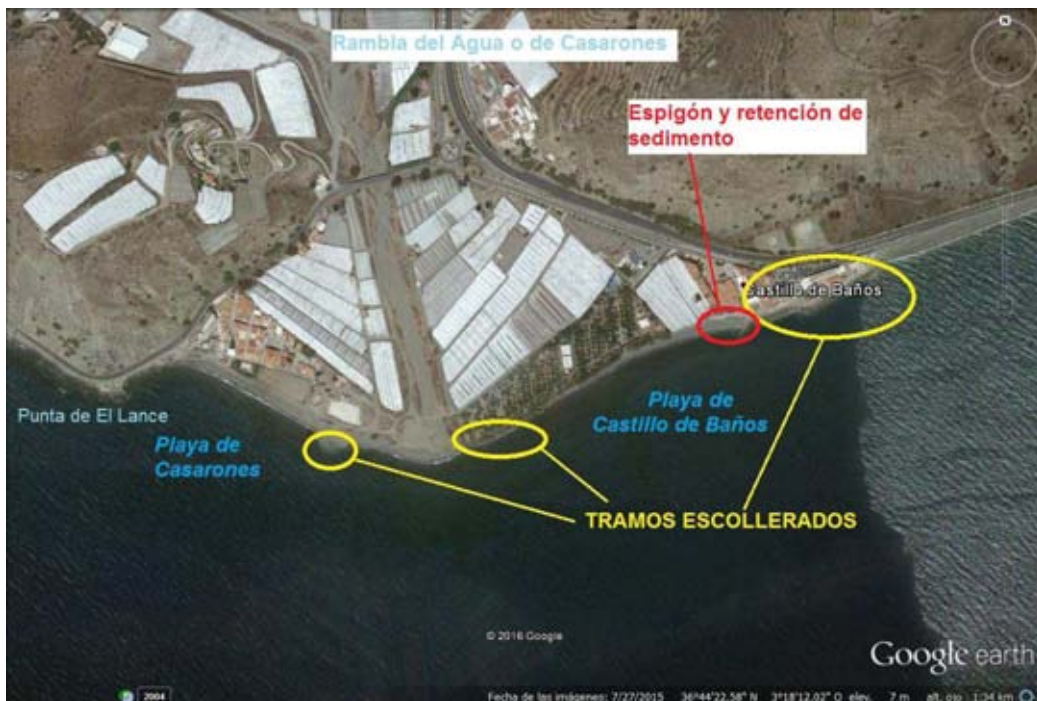 Rambla del Agua o de Casarones
Espigón y retención de
sedimento
Castillo de Baños
Punta de El Lance
Playa de
Casarones
Playa de
Castillo de Baños
TRAMOS ESCOLLERADOS
© 2016 Google
Google earth
2004
Fecha de las imágenes: 7/27/2015 36°44'22.58" N 3°18'12.02" O elev. 7 m alt. ojo 1.34 km